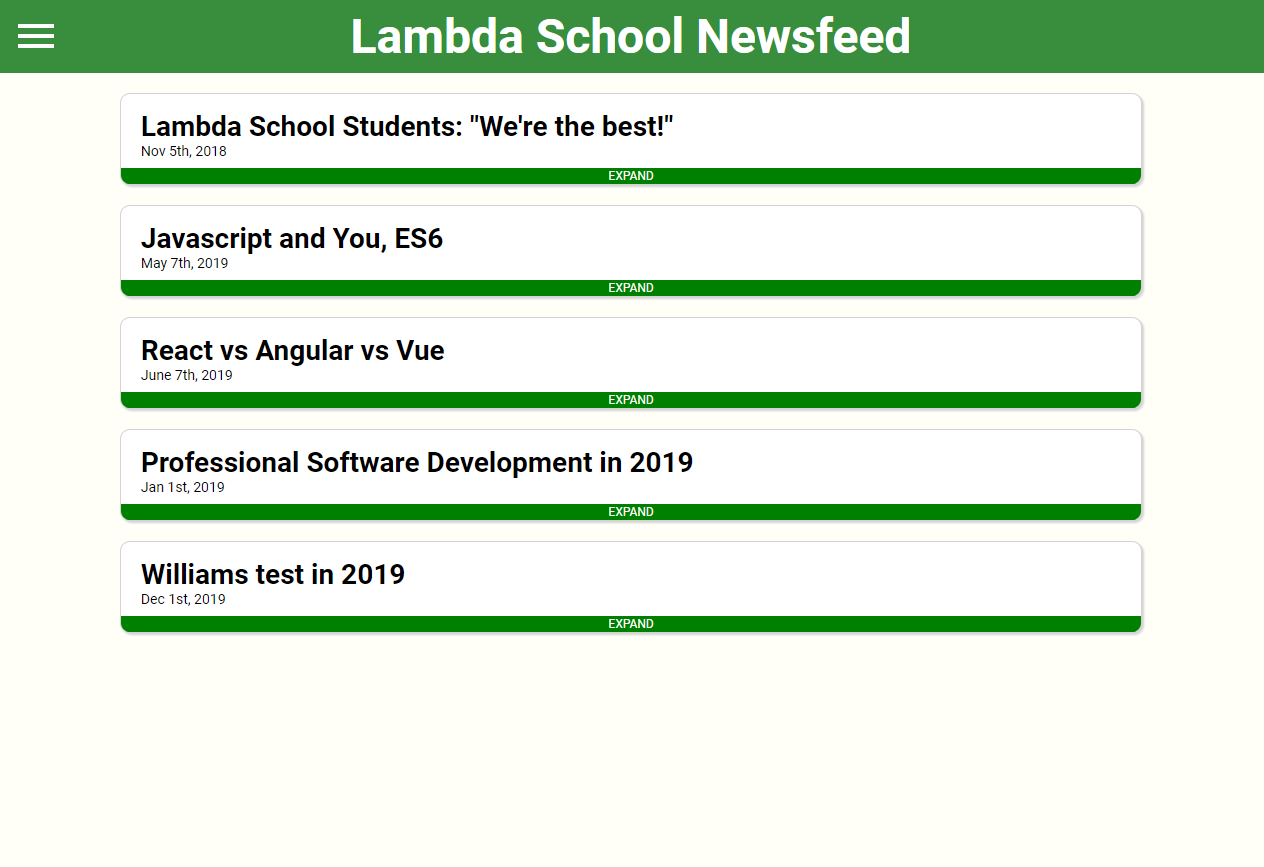 Lambda School Newsfeed
Lambda School Students: "We're the best!"
Nov 5th, 2018
EXPAND
Javascript and You, ES6
May 7th, 2019
EXPAND
React vs Angular vs Vue
June 7th, 2019
EXPAND
Professional Software Development in 2019
Jan 1st, 2019
EXPAND
Williams test in 2019
Dec 1st, 2019
EXPAND